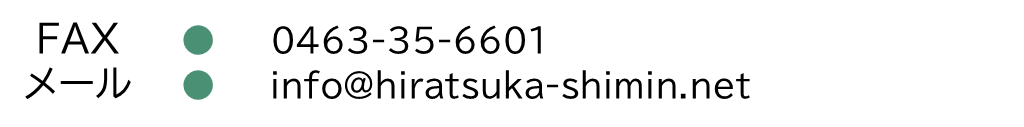 FAX ● 0463-35-6601
メール ● info@hiratsuka-shimin.net